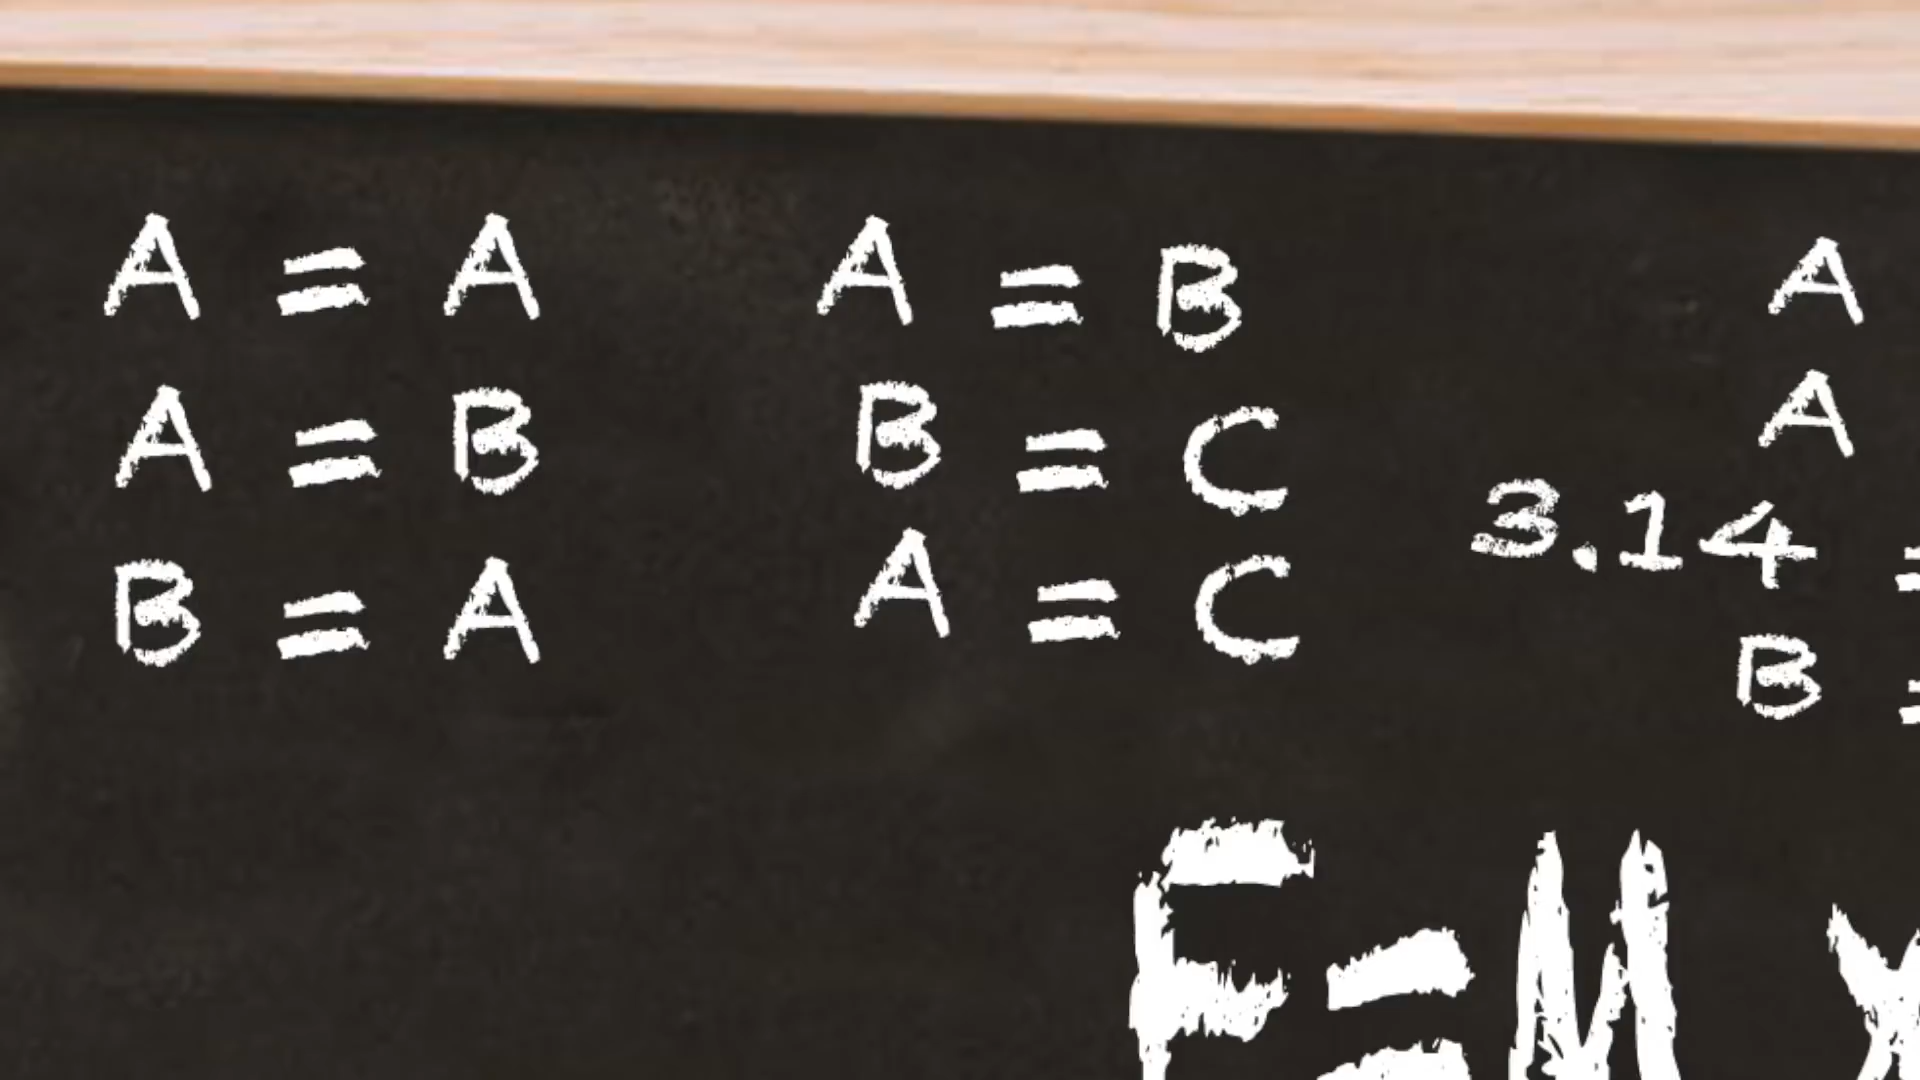 A = A
A = B
B = A
A = B
B = C
A = C
A
A
3.14 =
B =
F = M x